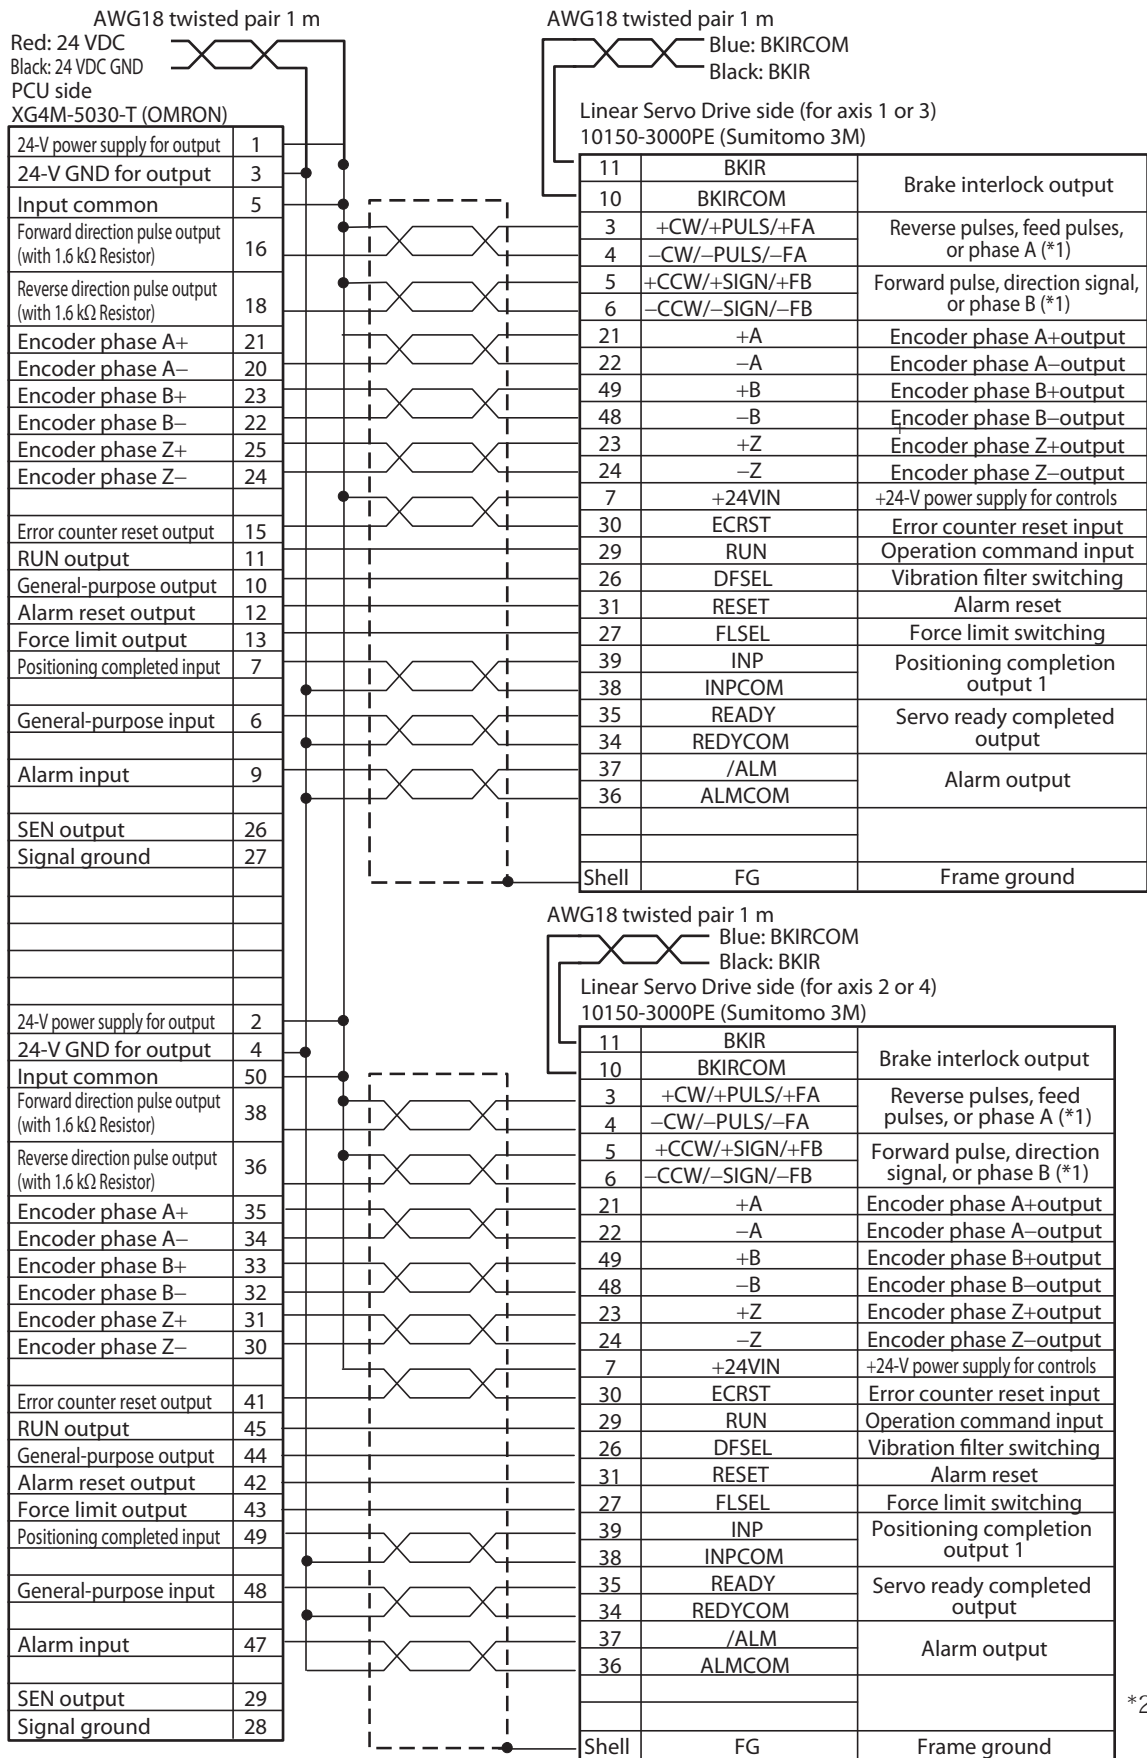 AWG18 twisted pair 1 m
Red: 24 VDC
Black: 24 VDC GND
PCU side
XG4M-5030-T (OMRON)
24-V power supply for output 1
24-V GND for output 3
Input common 5
Forward direction pulse output
(with 1.6 kΩ Resistor) 16
Reverse direction pulse output
(with 1.6 kΩ Resistor) 18
Encoder phase A+ 21
Encoder phase A− 20
Encoder phase B+ 23
Encoder phase B− 22
Encoder phase Z+ 25
Encoder phase Z− 24
Error counter reset output 15
RUN output 11
General-purpose output 10
Alarm reset output 12
Force limit output 13
Positioning completed input 7
General-purpose input 6
Alarm input 9
SEN output 26
Signal ground 27
24-V power supply for output 2
24-V GND for output 4
Input common 50
Forward direction pulse output
(with 1.6 kΩ Resistor) 38
Reverse direction pulse output
(with 1.6 kΩ Resistor) 36
Encoder phase A+ 35
Encoder phase A− 34
Encoder phase B+ 33
Encoder phase B− 32
Encoder phase Z+ 31
Encoder phase Z− 30
Error counter reset output 41
RUN output 45
General-purpose output 44
Alarm reset output 42
Force limit output 43
Positioning completed input 49
General-purpose input 48
Alarm input 47
SEN output 29
Signal ground 28
AWG18 twisted pair 1 m
Blue: BKIRCOM
Black: BKIR
Linear Servo Drive side (for axis 1 or 3)
10150-3000PE (Sumitomo 3M)
11 BKIR
Brake interlock output
10 BKIRCOM
3 +CW/+PULS/+FA Reverse pulses, feed pulses,
4 −CW/−PULS/−FA or phase A (*1)
5 +CCW/+SIGN/+FB Forward pulse, direction signal,
6 −CCW/−SIGN/−FB or phase B (*1)
21 +A Encoder phase A+output
22 −A Encoder phase A−output
49 +B Encoder phase B+output
48 −B Encoder phase B−output
+
23 +Z Encoder phase Z+output
24 −Z Encoder phase Z−output
7 +24VIN +24-V power supply for controls
30 ECRST Error counter reset input
29 RUN Operation command input
26 DFSEL Vibration filter switching
31 RESET Alarm reset
27 FLSEL Force limit switching
39 INP Positioning completion
38 INPCOM output 1
35 READY Servo ready completed
34 REDYCOM output
37 /ALM
Alarm output
36 ALMCOM
Shell FG Frame ground
AWG18 twisted pair 1 m
Blue: BKIRCOM
Black: BKIR
Linear Servo Drive side (for axis 2 or 4)
10150-3000PE (Sumitomo 3M)
11 BKIR
Brake interlock output
10 BKIRCOM
3 +CW/+PULS/+FA Reverse pulses, feed
4 −CW/−PULS/−FA pulses, or phase A (*1)
5 +CCW/+SIGN/+FB Forward pulse, direction
6 −CCW/−SIGN/−FB signal, or phase B (*1)
21 +A Encoder phase A+output
22 −A Encoder phase A−output
49 +B Encoder phase B+output
48 −B Encoder phase B−output
23 +Z Encoder phase Z+output
24 −Z Encoder phase Z−output
7 +24VIN +24-V power supply for controls
30 ECRST Error counter reset input
29 RUN Operation command input
26 DFSEL Vibration filter switching
31 RESET Alarm reset
27 FLSEL Force limit switching
39 INP Positioning completion
38 INPCOM output 1
35 READY Servo ready completed
34 REDYCOM output
37 /ALM
Alarm output
36 ALMCOM
*2
Shell FG Frame ground